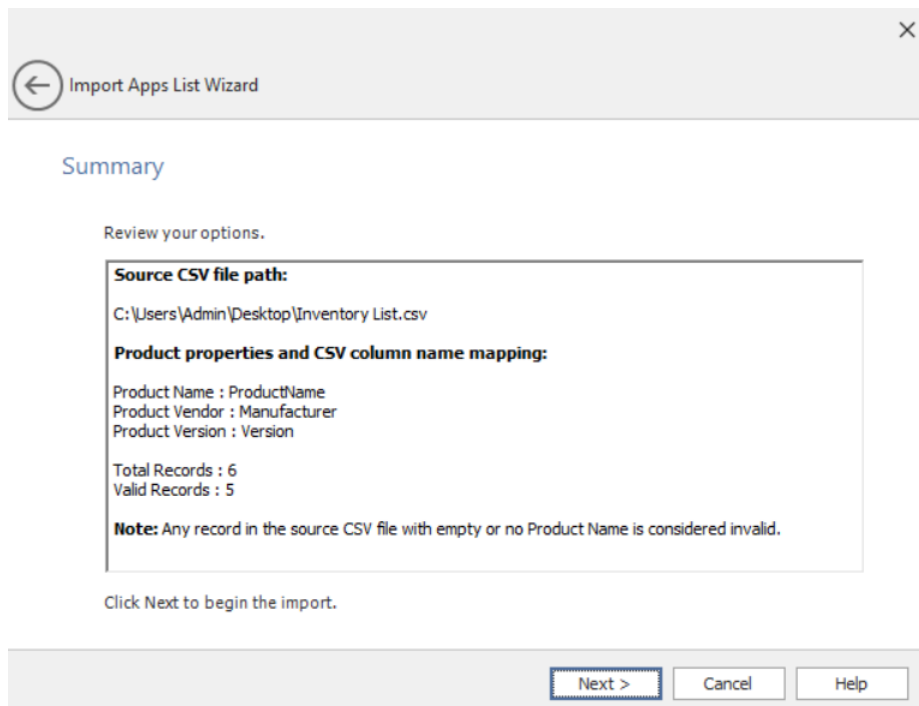 Import Apps List Wizard
Summary
Review your options.
Source CSV file path:
C:\Users\Admin\Desktop\Inventory List.csv
Product properties and CSV column name mapping:
Product Name : ProductName
Product Vendor : Manufacturer
Product Version : Version
Total Records : 6
Valid Records : 5
Note: Any record in the source CSV file with empty or no Product Name is considered invalid.
Click Next to begin the import.
Next > Cancel Help